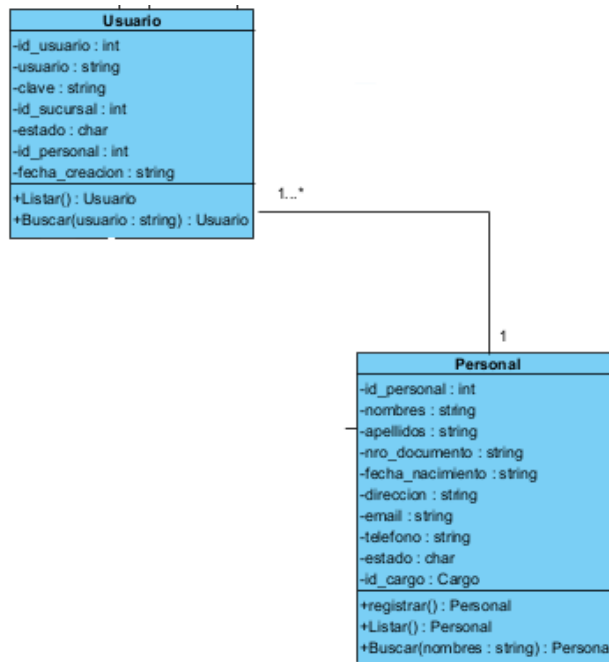 Usuario
-id_usuario : int
-usuario : string
-clave : string
-id_sucursal : int
-estado : char
-id_personal : int
-fecha_creacion : string
+Listar() : Usuario
+Buscar(usuario : string) : Usuario
1...*
1
Personal
-id_personal : int
-nombres : string
-apellidos : string
-nro_documento : string
-fecha_nacimiento : string
-direccion : string
-email : string
-telefono : string
-estado : char
-id_cargo : Cargo
+registrar() : Personal
+Listar() : Personal
+Buscar(nombres : string) : Persona